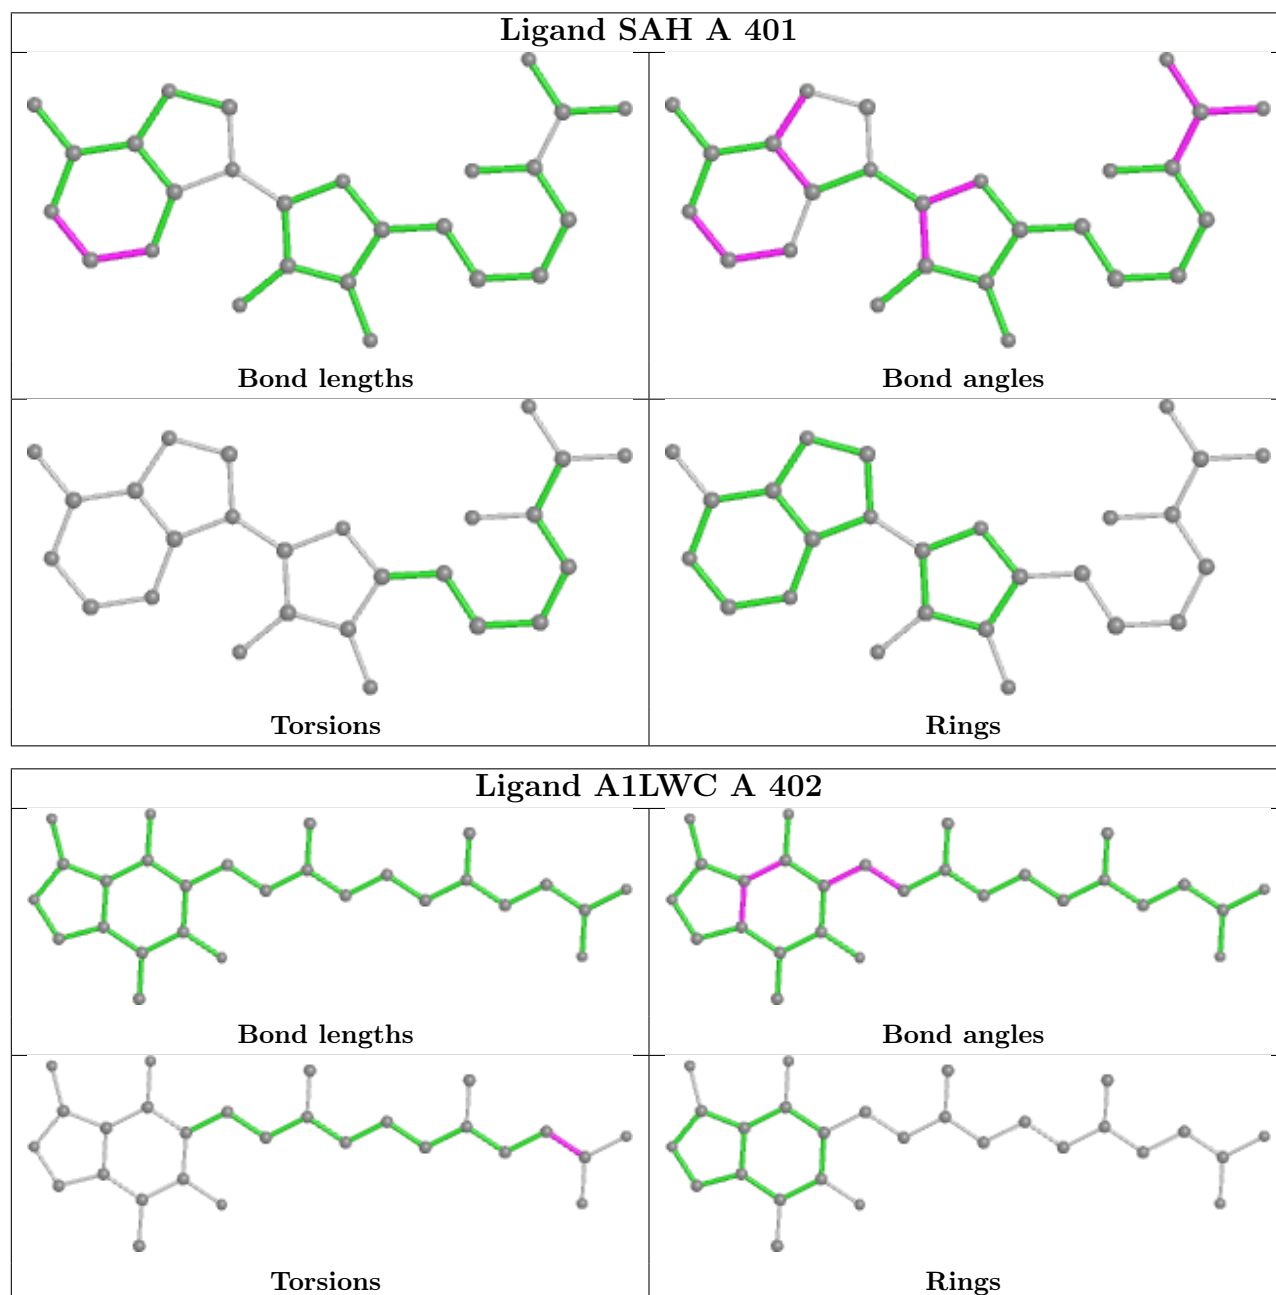 Ligand SAH A 401
Bond lengths
Bond angles
Torsions
Rings
Ligand A1LWC A 402
Bond lengths
Bond angles
Torsions
Rings